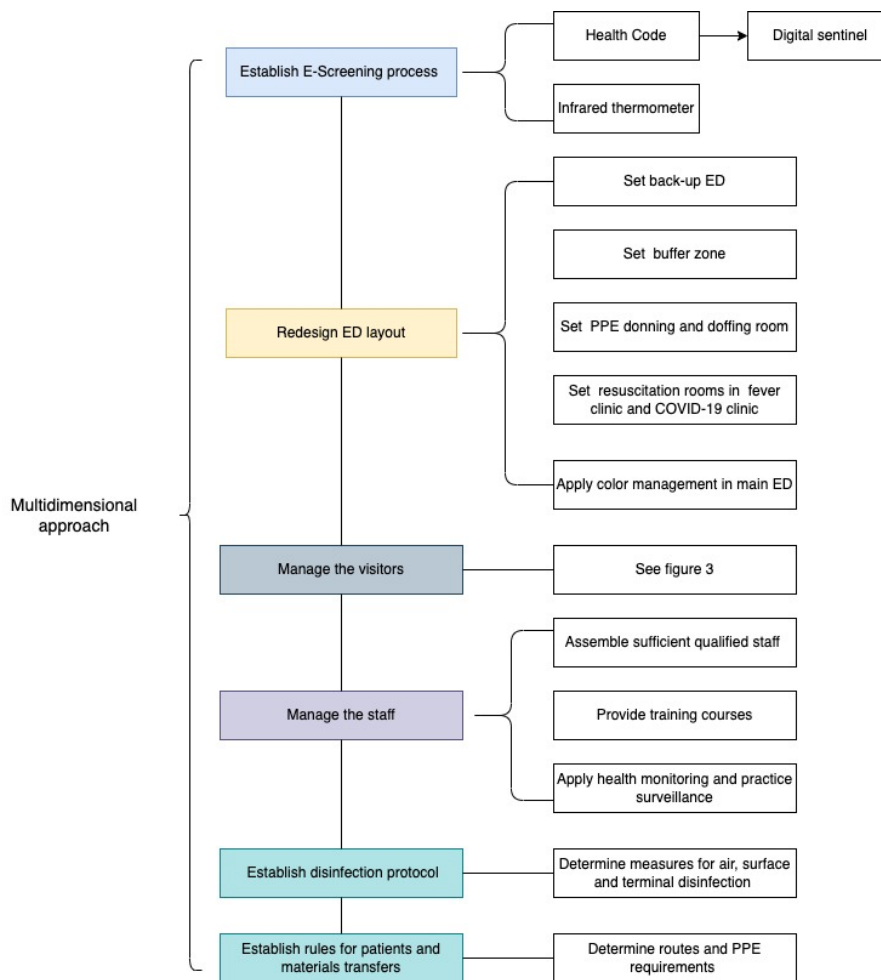 Health Code
Digital sentinel
Establish E-Screening process
Infrared thermometer
Set back-up ED
Set buffer zone
Redesign ED layout
Set PPE donning and doffing room
Set resuscitation rooms in fever
clinic and COVID-19 clinic
Apply color management in main ED
Multidimensional
approach
Manage the visitors
See figure 3
Assemble sufficient qualified staff
Manage the staff
Provide training courses
Apply health monitoring and practice
surveillance
Establish disinfection protocol
Determine measures for air, surface
and terminal disinfection
Establish rules for patients and
materials transfers
Determine routes and PPE
requirements